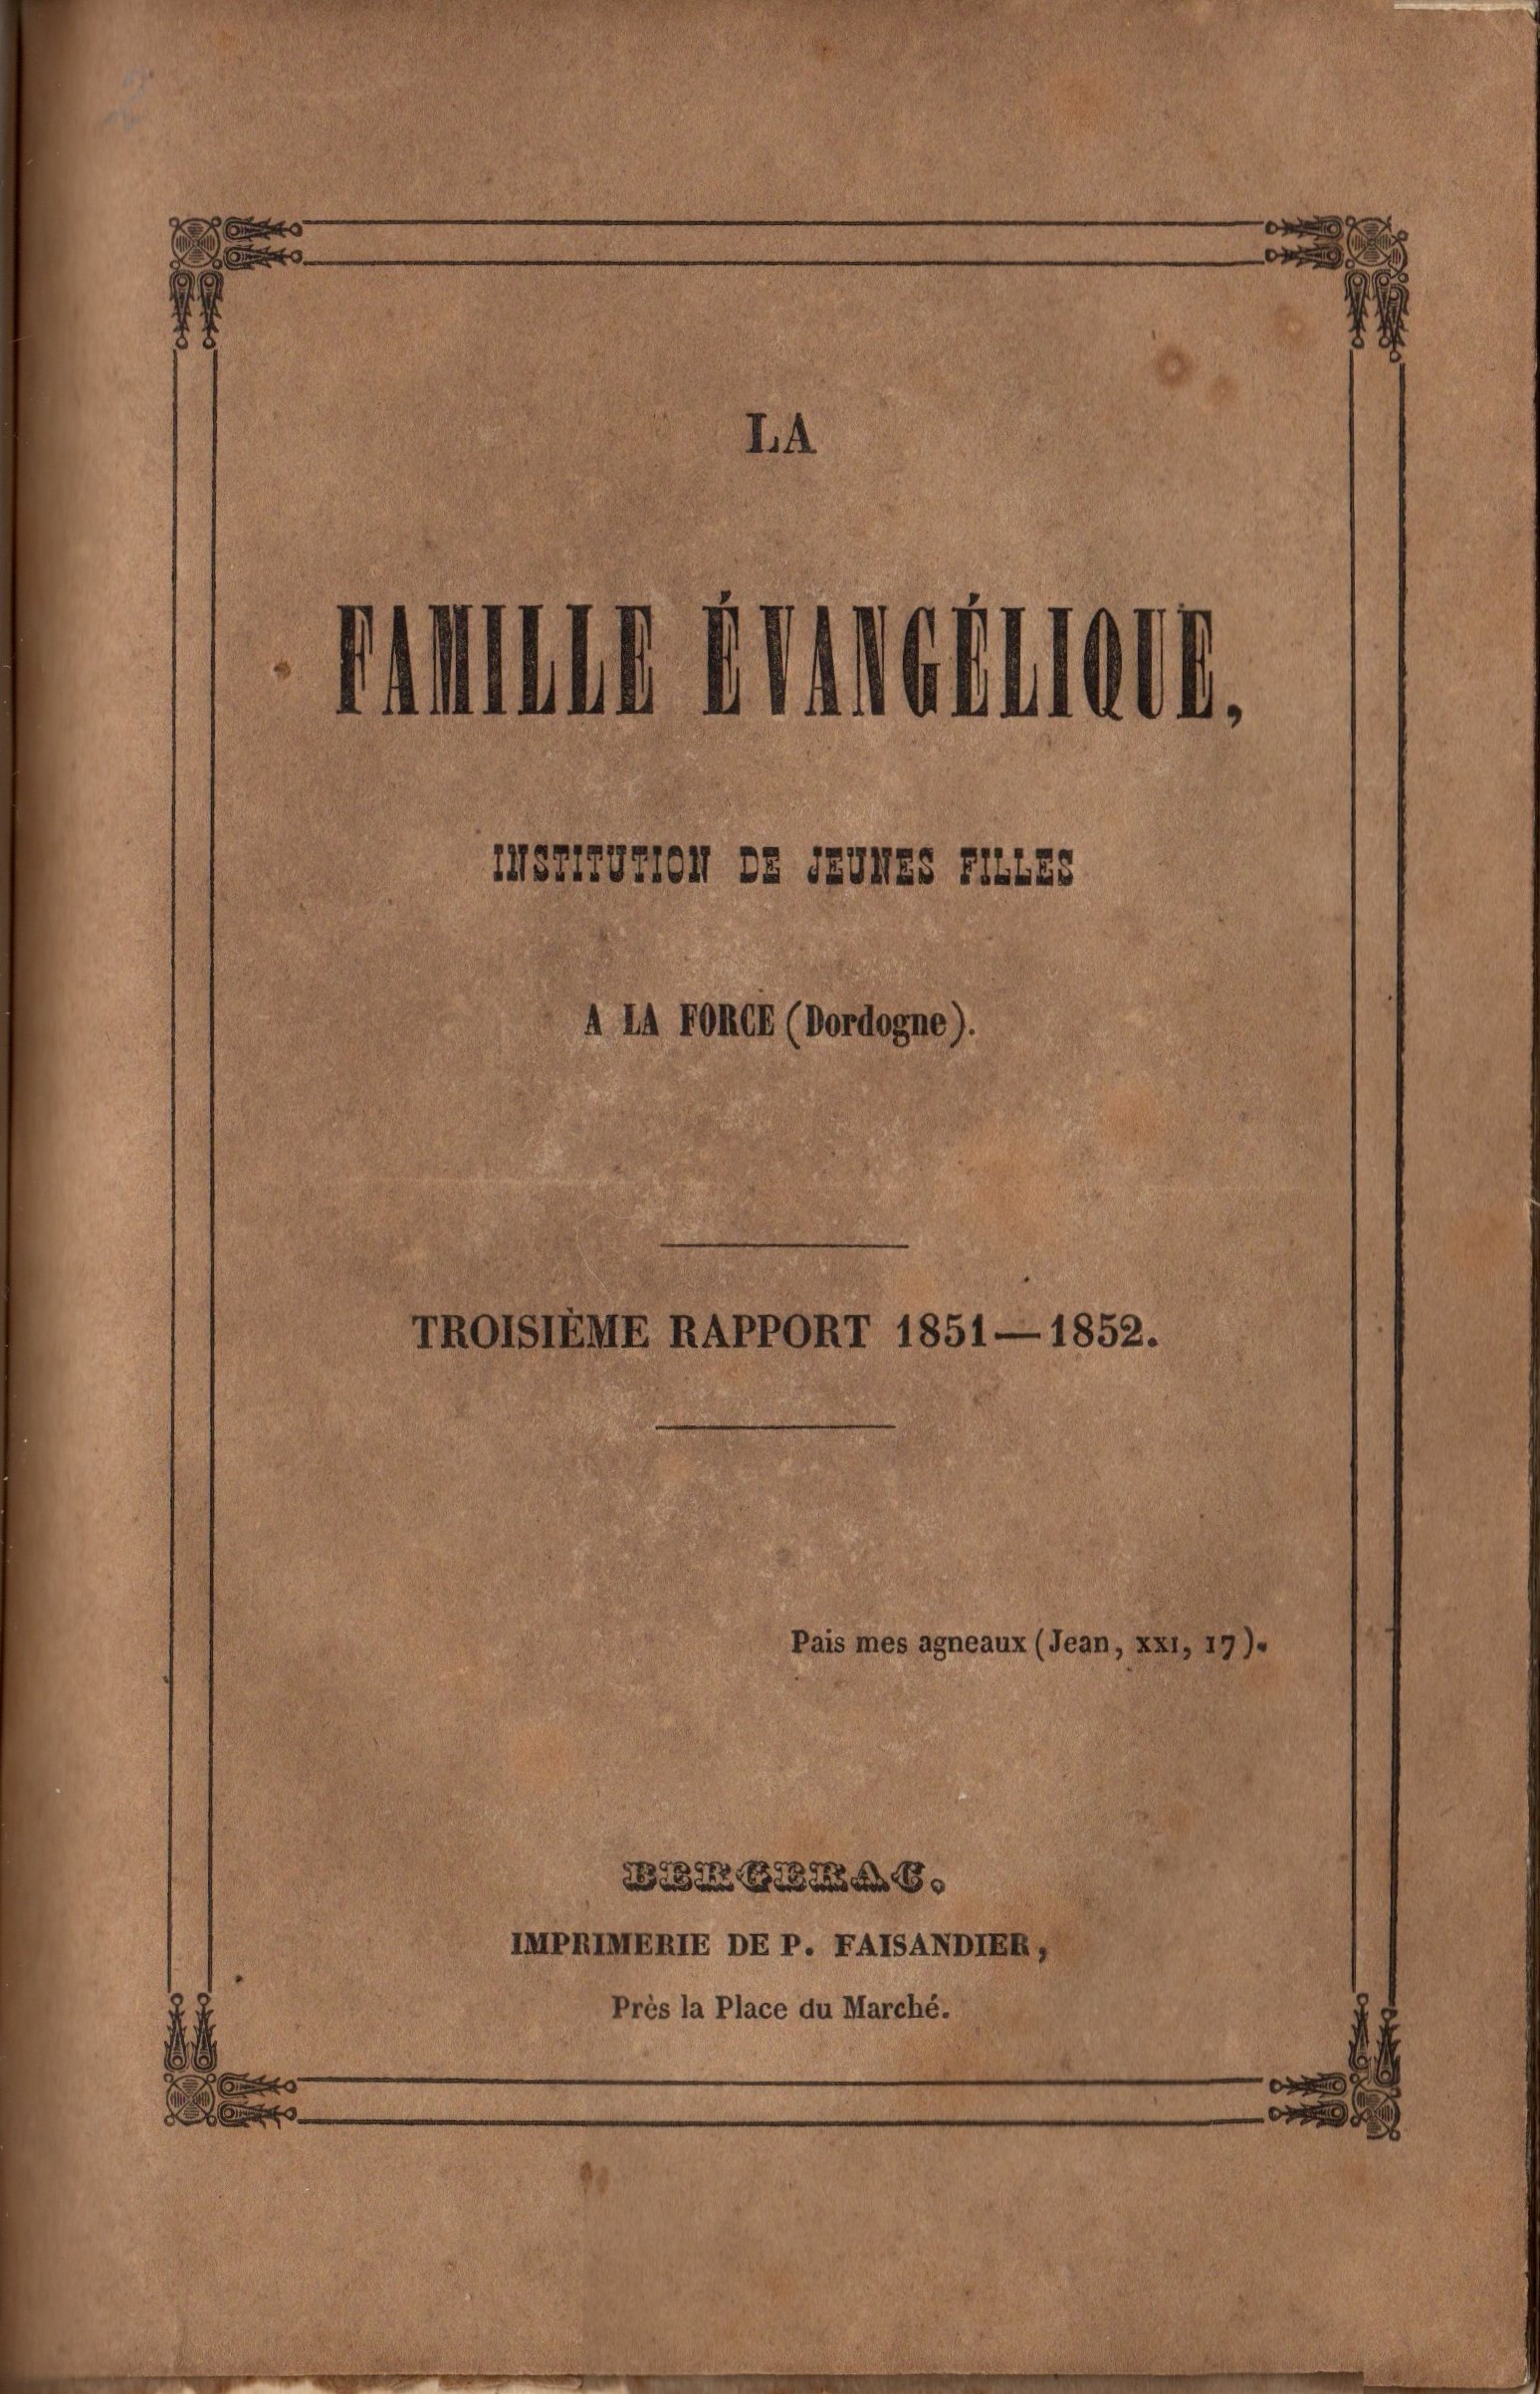 LA
FAMILLE ÉVANGÉLIQUE,
INSTITUTION DE JEUNES FILLES
A LA FORCE (Dordogne).
TROISIÈME RAPPORT 1851—1852.
Pais mes agneaux (Jean, XXI, 17).
BERGERAC.
IMPRIMERIE DE P. FAISANDIER,
Près la Place du Marché.